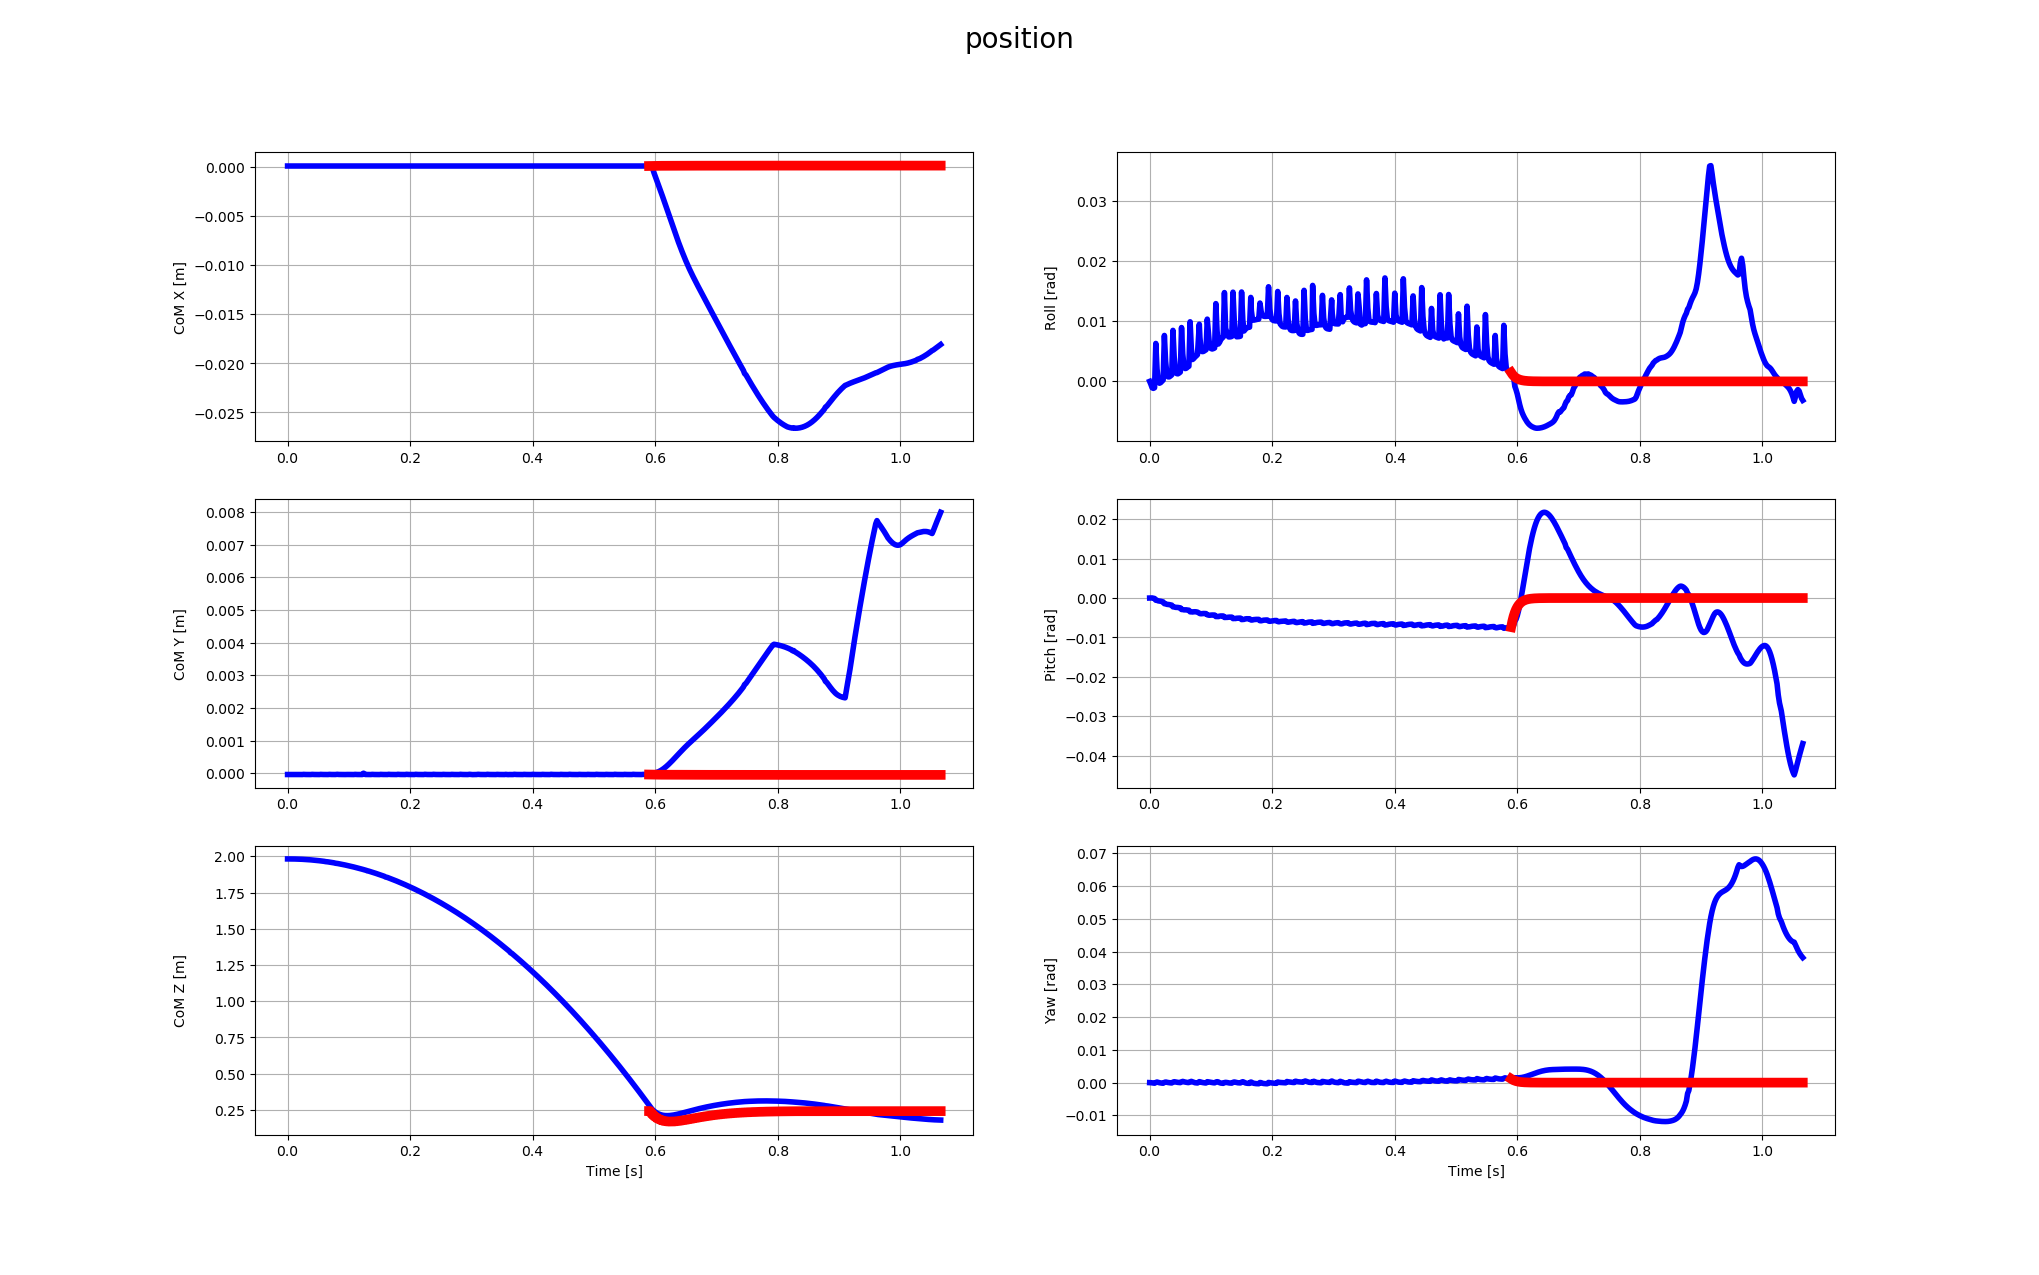 position
0.000
−0.005
−0.010
−0.015
−0.020
−0.025
CoM X [m]
0.0 0.2 0.4 0.6 0.8 1.0
0.03
0.02
0.01
0.00
Roll [rad]
0.0 0.2 0.4 0.6 0.8 1.0
0.008
0.007
0.006
0.005
0.004
0.003
0.002
0.001
0.000
CoM Y [m]
0.0 0.2 0.4 0.6 0.8 1.0
0.02
0.01
0.00
−0.01
−0.02
−0.03
−0.04
Pitch [rad]
0.0 0.2 0.4 0.6 0.8 1.0
2.00
1.75
1.50
1.25
1.00
0.75
0.50
0.25
CoM Z [m]
0.0 0.2 0.4 0.6 0.8 1.0
Time [s]
0.07
0.06
0.05
0.04
0.03
0.02
0.01
0.00
−0.01
Yaw [rad]
0.0 0.2 0.4 0.6 0.8 1.0
Time [s]